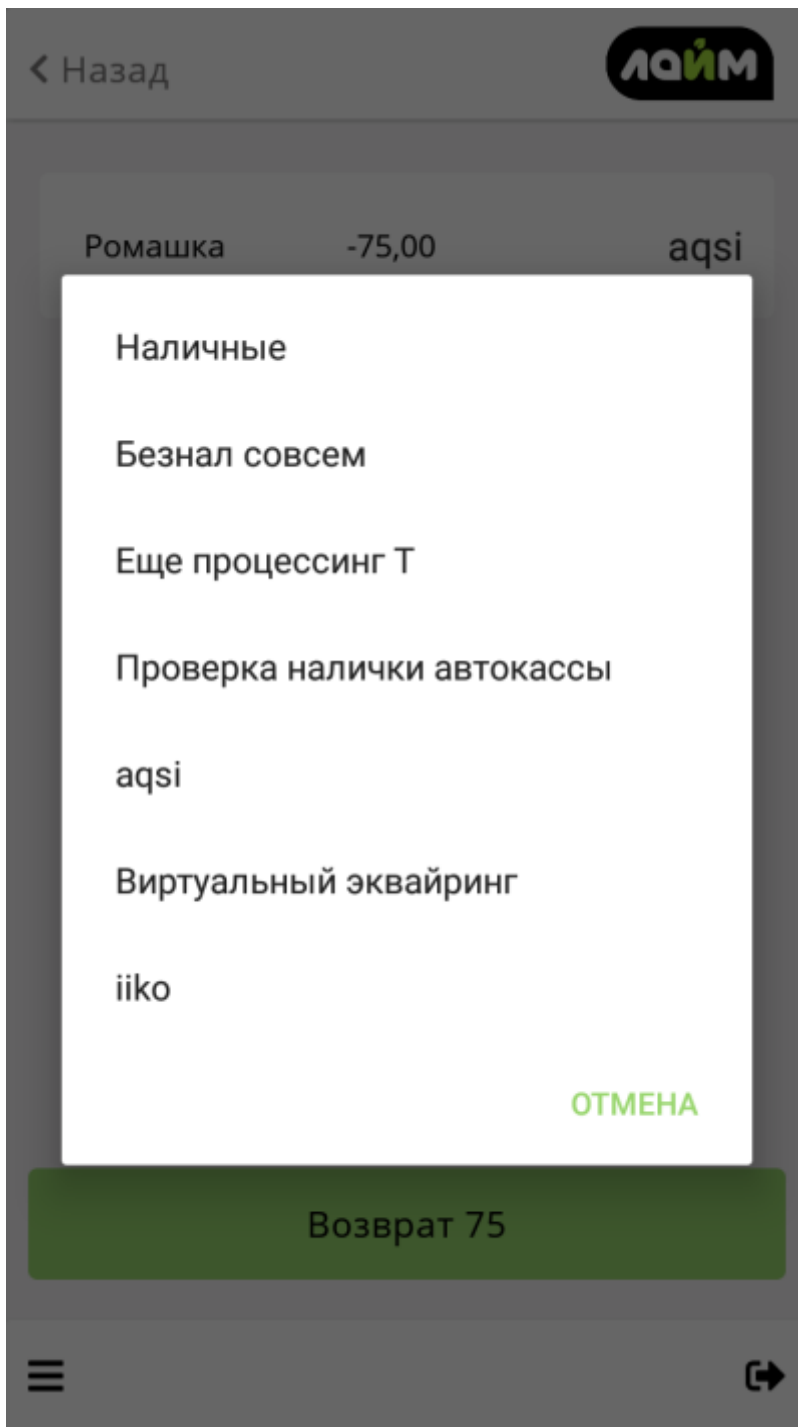 Назад
лайм
Ромашка -75,00 aqsi
Наличные
Безнал совсем
Еще процессинг Т
Проверка налички автокассы
aqsi
Виртуальный эквайринг
iiko
ОТМЕНА
Возврат 75